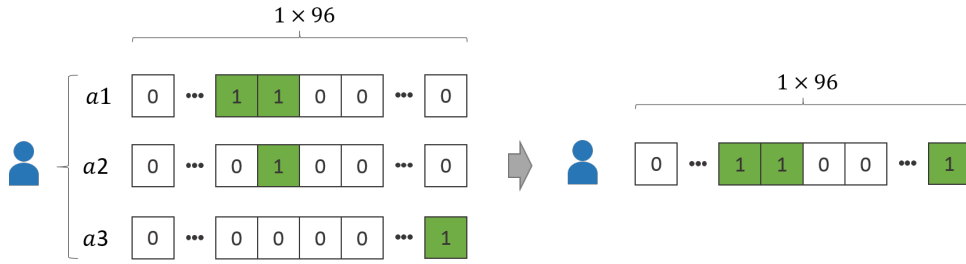 1 × 96
a1 0 ••• 1 1 0 0 ••• 0
1 × 96
a2 0 ••• 0 1 0 0 ••• 0
0 ••• 1 1 0 0 ••• 1
a3 0 ••• 0 0 0 0 ••• 1